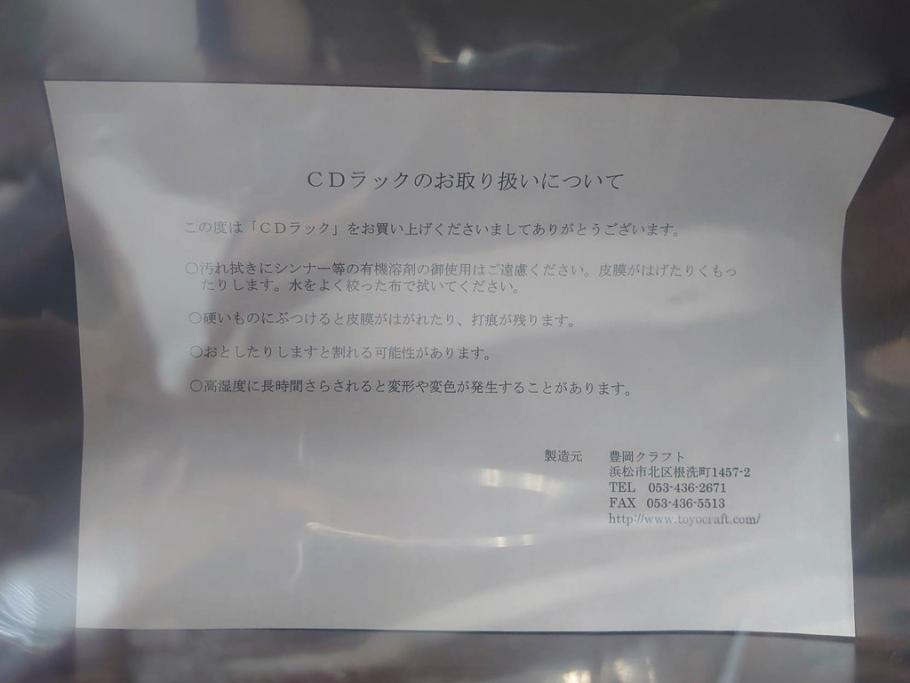 ＣＤラックのお取り扱いについて
この度は「ＣＤラック」をお買い上げくださいましてありがとうございます。
○汚れ拭きにシンナー等の有機溶剤の御使用はご遠慮ください。皮膜がはげたりくもっ
たりします。水をよく絞った布で拭いてください。
○硬いものにぶつけると皮膜がはがれたり、打痕が残ります。
○おとしたりしますと割れる可能性があります。
○高湿度に長時間さらされると変形や変色が発生することがあります。
製造元　豊岡クラフト
浜松市北区根洗町1457-2
TEL　053-436-2671
FAX　053-436-5513
http://www.toyocraft.com/